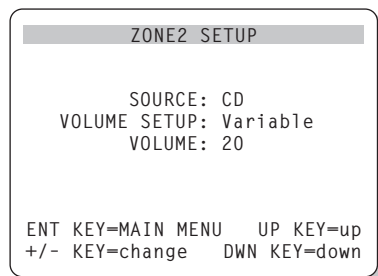 ZONE2 SETUP
SOURCE: CD
VOLUME SETUP: Variable
VOLUME: 20
ENT KEY=MAIN MENU UP KEY=up
+/- KEY=change DWN KEY=down